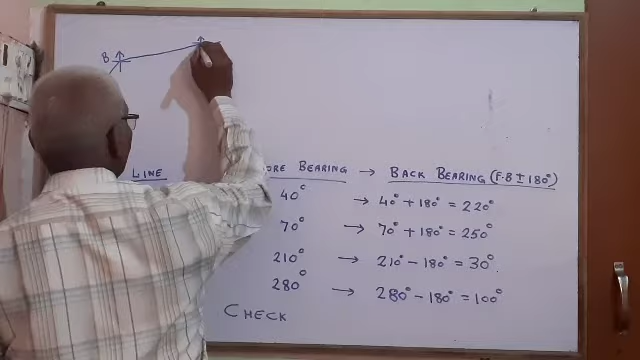 B
LINE ORE BEARING → BACK BEARING (F.B ± 180°)
40° → 40° + 180° = 220°
70° → 70° + 180° = 250°
210° → 210° - 180° = 30°
280° → 280° - 180° = 100°
CHECK